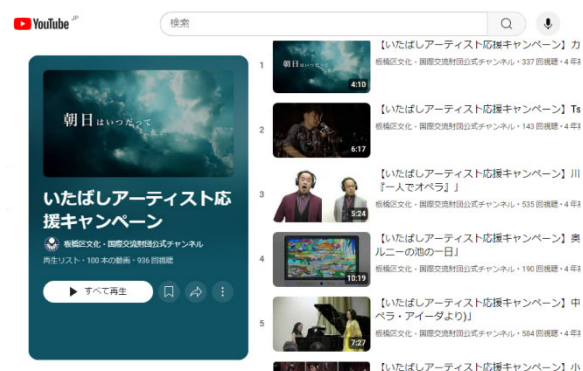 YouTube JP
検索
朝日はいつだって
いたばしアーティスト応
援キャンペーン
板橋区文化・国際交流財団公式チャンネル
再生リスト・100 本の動画・936 回視聴
すべて再生
1
朝日はいつだって
4:10
【いたばしアーティスト応援キャンペーン】カ
板橋区文化・国際交流財団公式チャンネル・337 回視聴・4 年
2
6:17
【いたばしアーティスト応援キャンペーン】Ts
板橋区文化・国際交流財団公式チャンネル・143 回視聴・4 年
3
5:24
【いたばしアーティスト応援キャンペーン】川
『一人でオペラ』」
板橋区文化・国際交流財団公式チャンネル・535 回視聴・4 年
4
10:19
【いたばしアーティスト応援キャンペーン】奥
ルニーの池の一日」
板橋区文化・国際交流財団公式チャンネル・190 回視聴・4 年
5
7:27
【いたばしアーティスト応援キャンペーン】中
ペラ・アイーダより)」
板橋区文化・国際交流財団公式チャンネル・584 回視聴・4 年
【いたばしアーティスト応援キャンペーン】小